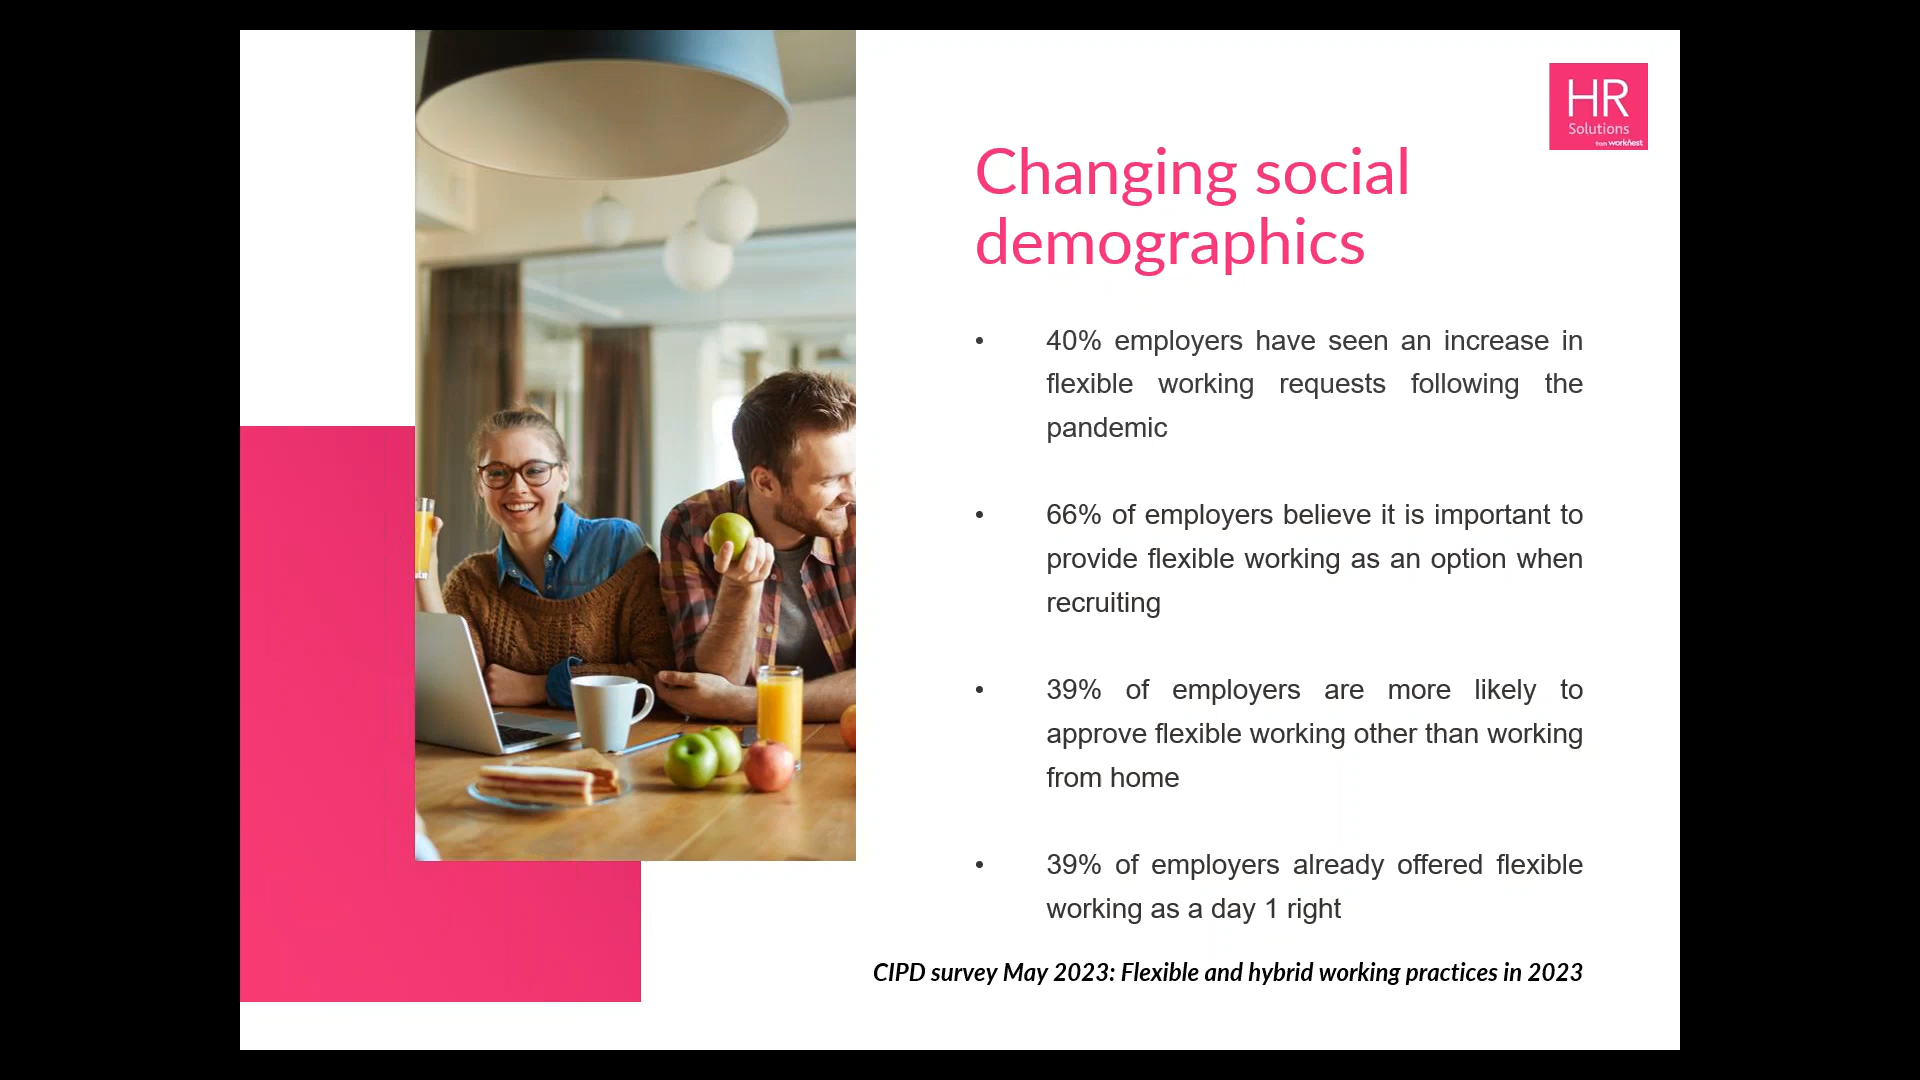 HR
Solutions
from worknest
Changing social
demographics
• 40% employers have seen an increase in
flexible working requests following the
pandemic
• 66% of employers believe it is important to
provide flexible working as an option when
recruiting
• 39% of employers are more likely to
approve flexible working other than working
from home
• 39% of employers already offered flexible
working as a day 1 right
CIPD survey May 2023: Flexible and hybrid working practices in 2023